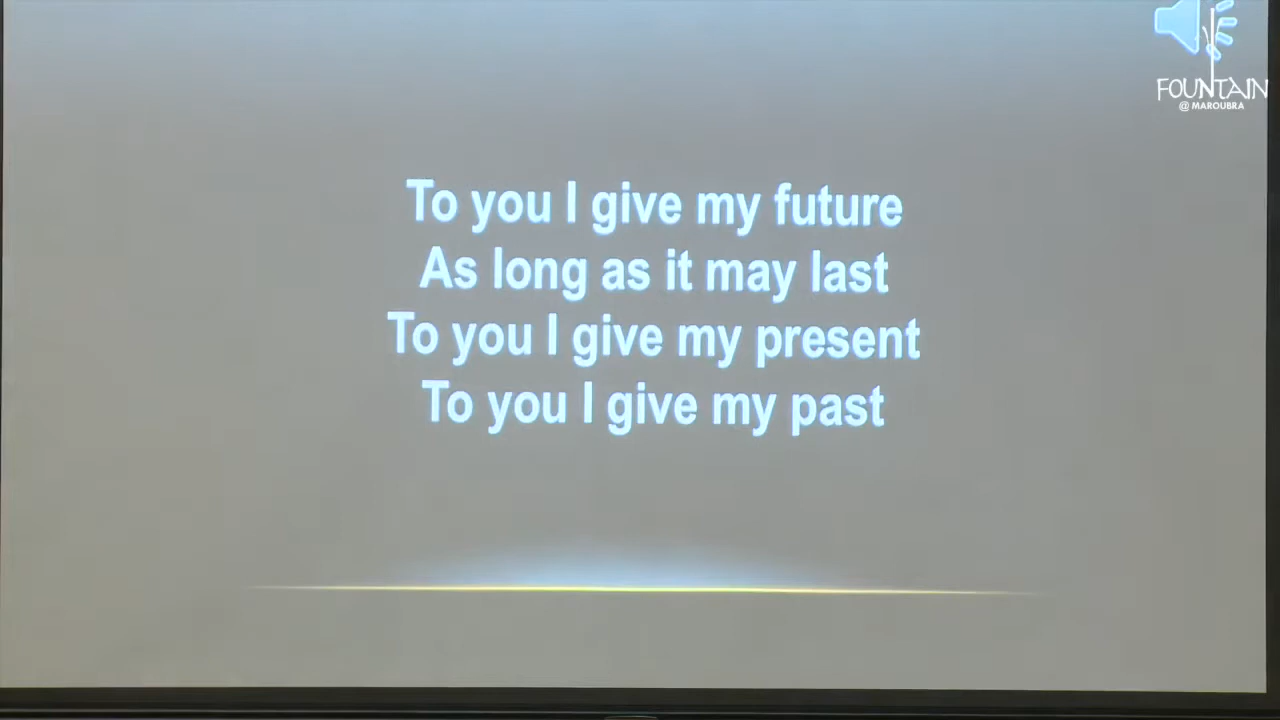 FOUNTAIN
@ MAROUBRA
To you I give my future
As long as it may last
To you I give my present
To you I give my past